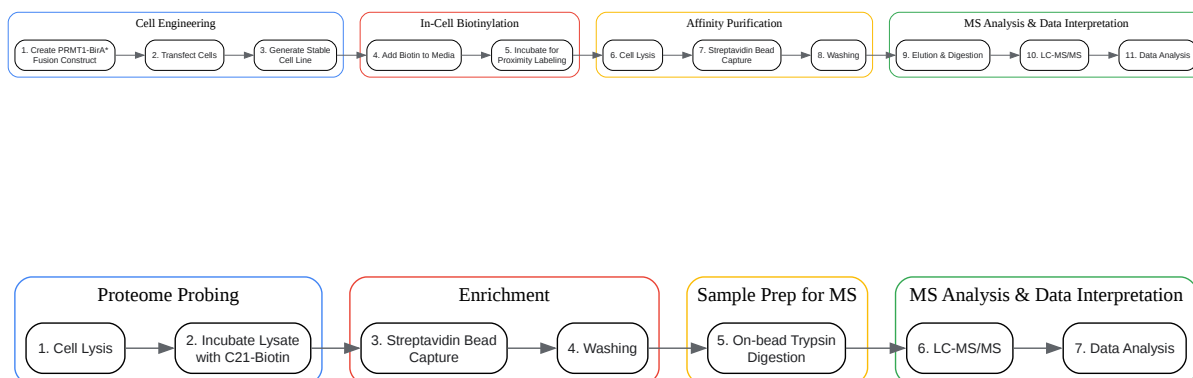 Cell Engineering
1. Create PRMT1-BirA*
Fusion Construct
2. Transfect Cells
3. Generate Stable
Cell Line
In-Cell Biotinylation
4. Add Biotin to Media
5. Incubate for
Proximity Labeling
Affinity Purification
6. Cell Lysis
7. Streptavidin Bead
Capture
8. Washing
MS Analysis & Data Interpretation
9. Elution & Digestion
10. LC-MS/MS
11. Data Analysis
Proteome Probing
1. Cell Lysis
2. Incubate Lysate
with C21-Biotin
Enrichment
3. Streptavidin Bead
Capture
4. Washing
Sample Prep for MS
5. On-bead Trypsin
Digestion
MS Analysis & Data Interpretation
6. LC-MS/MS
7. Data Analysis